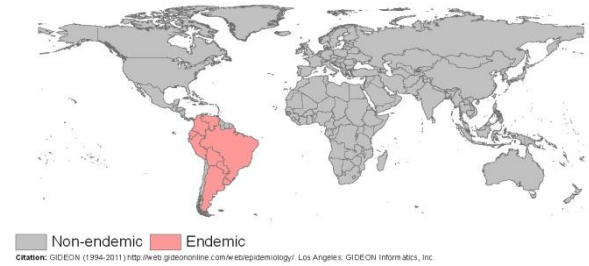 Non-endemic Endemic
Citation: GIDEON (1994-2011) http://web.gideononline.com/web/epidemiology/. Los Angeles: GIDEON Informatics, Inc.